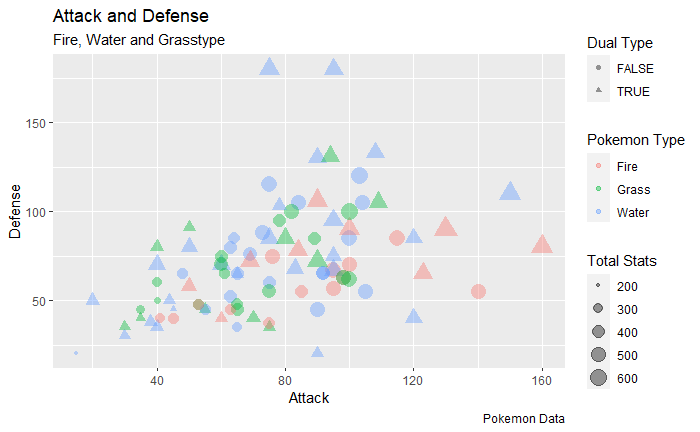 Attack and Defense
Fire, Water and Grasstype
Defense
150
100
50
40
80
120
160
Attack
Pokemon Data
Dual Type
FALSE
TRUE
Pokemon Type
Fire
Grass
Water
Total Stats
200
300
400
500
600